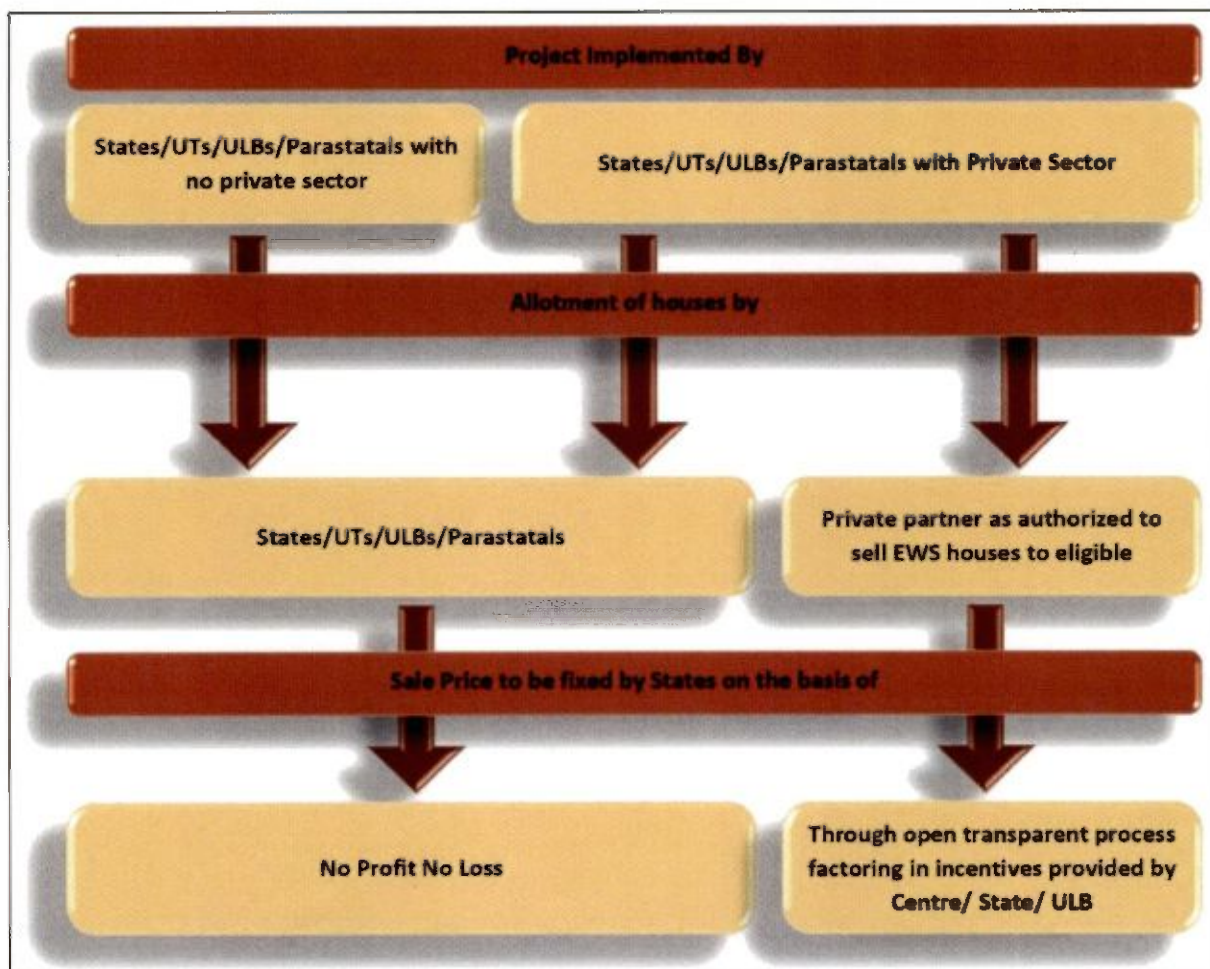 Project Implemented By
States/UTs/ULBs/Parastatals with
no private sector
States/UTs/ULBs/Parastatals with Private Sector
Allotment of houses by
States/UTs/ULBs/Parastatals
Private partner as authorized to
sell EWS houses to eligible
Sale Price to be fixed by States on the basis of
No Profit No Loss
Through open transparent process
factoring in incentives provided by
Centre/ State/ ULB